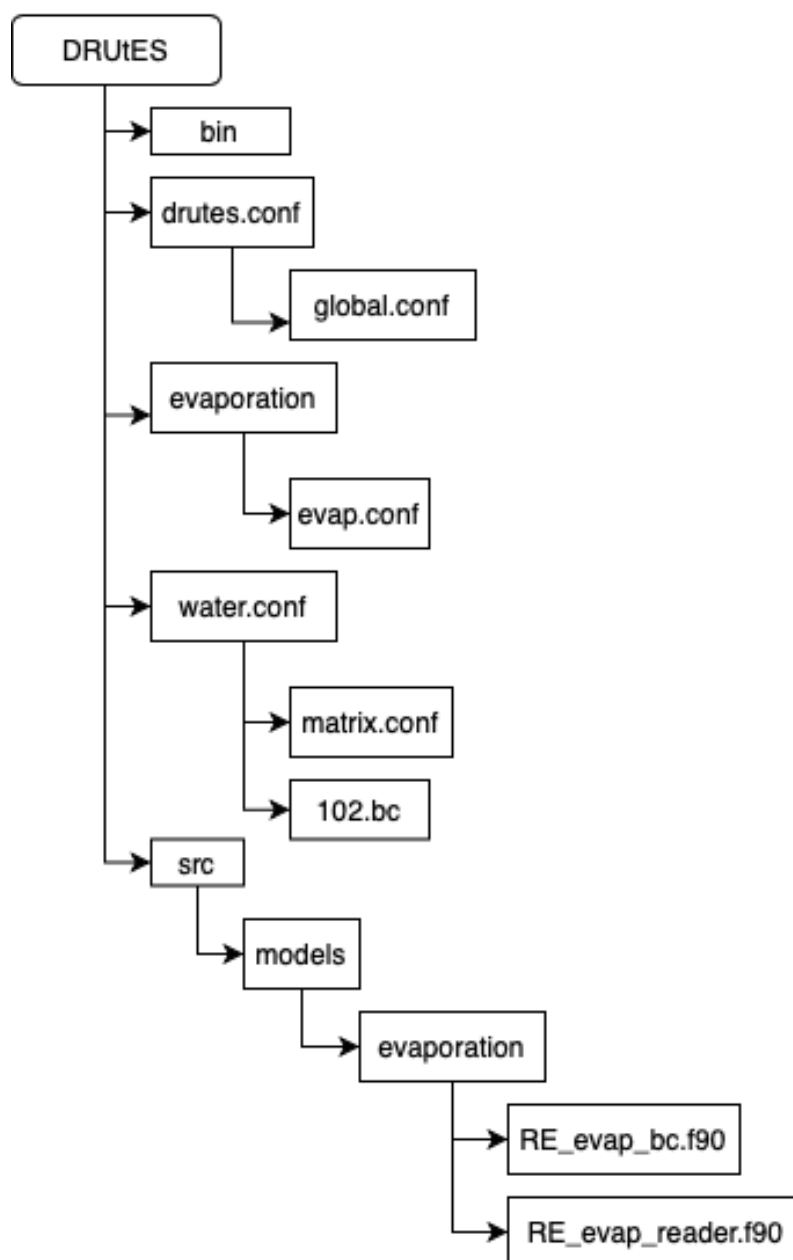 DRUtES
bin
drutes.conf
global.conf
evaporation
evap.conf
water.conf
matrix.conf
102.bc
src
models
evaporation
RE_evap_bc.f90
RE_evap_reader.f90